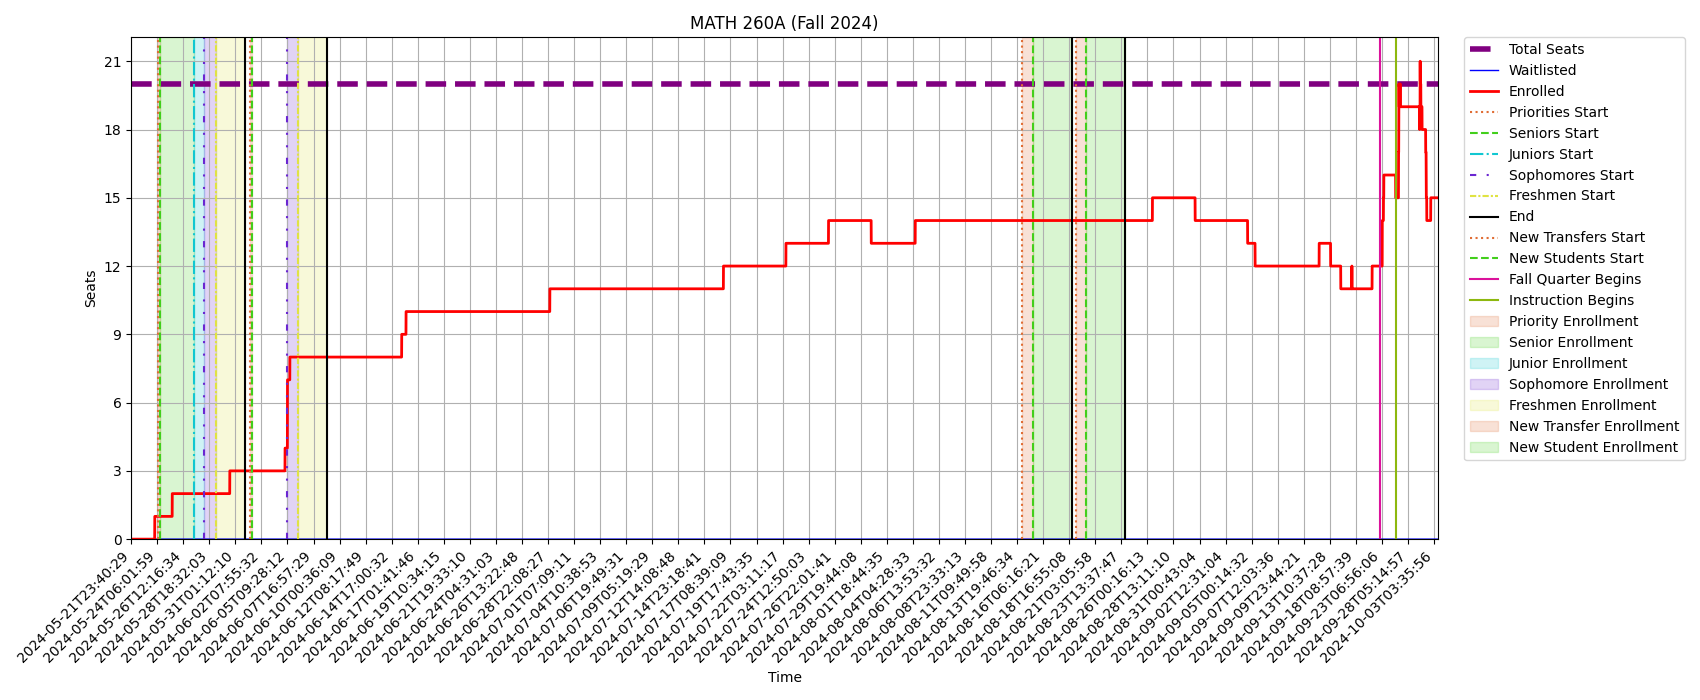 MATH 260A (Fall 2024)
Seats
21
18
15
12
9
6
3
0
2024-05-21T23:40:29
2024-05-24T06:01:59
2024-05-26T12:16:34
2024-05-28T18:32:03
2024-05-31T01:12:10
2024-06-02T07:55:32
2024-06-05T09:28:12
2024-06-07T16:57:29
2024-06-10T00:36:09
2024-06-12T08:17:49
2024-06-14T17:00:32
2024-06-17T01:41:46
2024-06-19T10:34:15
2024-06-21T19:33:10
2024-06-24T04:31:03
2024-06-26T13:22:48
2024-06-28T22:08:27
2024-07-01T07:09:11
2024-07-04T10:38:53
2024-07-06T19:49:31
2024-07-09T05:19:29
2024-07-12T14:08:48
2024-07-14T23:18:41
2024-07-17T08:39:09
2024-07-19T17:43:35
2024-07-22T03:11:17
2024-07-24T12:50:03
2024-07-26T22:01:41
2024-07-29T19:44:08
2024-08-01T18:44:35
2024-08-04T04:28:33
2024-08-06T13:53:32
2024-08-08T23:33:13
2024-08-11T09:49:58
2024-08-13T19:46:34
2024-08-16T06:16:21
2024-08-18T16:55:08
2024-08-21T03:05:58
2024-08-23T13:37:47
2024-08-26T00:16:13
2024-08-28T13:11:10
2024-08-31T00:43:04
2024-09-02T12:31:04
2024-09-05T00:14:32
2024-09-07T12:03:36
2024-09-09T23:44:21
2024-09-13T10:37:28
2024-09-18T08:57:39
2024-09-23T03:56:06
2024-09-28T05:14:57
2024-10-03T03:35:56
Time
Total Seats
Waitlisted
Enrolled
Priorities Start
Seniors Start
Juniors Start
Sophomores Start
Freshmen Start
End
New Transfers Start
New Students Start
Fall Quarter Begins
Instruction Begins
Priority Enrollment
Senior Enrollment
Junior Enrollment
Sophomore Enrollment
Freshmen Enrollment
New Transfer Enrollment
New Student Enrollment